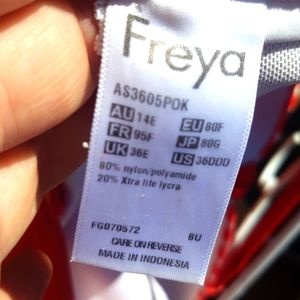 Freya
AS3605POK
AU 14E EU 80F
FR 95F JP 80G
UK 36E US 36DDD
80% nylon/polyamide
20% Xtra life lycra
FG070572 BU
CARE ON REVERSE
MADE IN INDONESIA